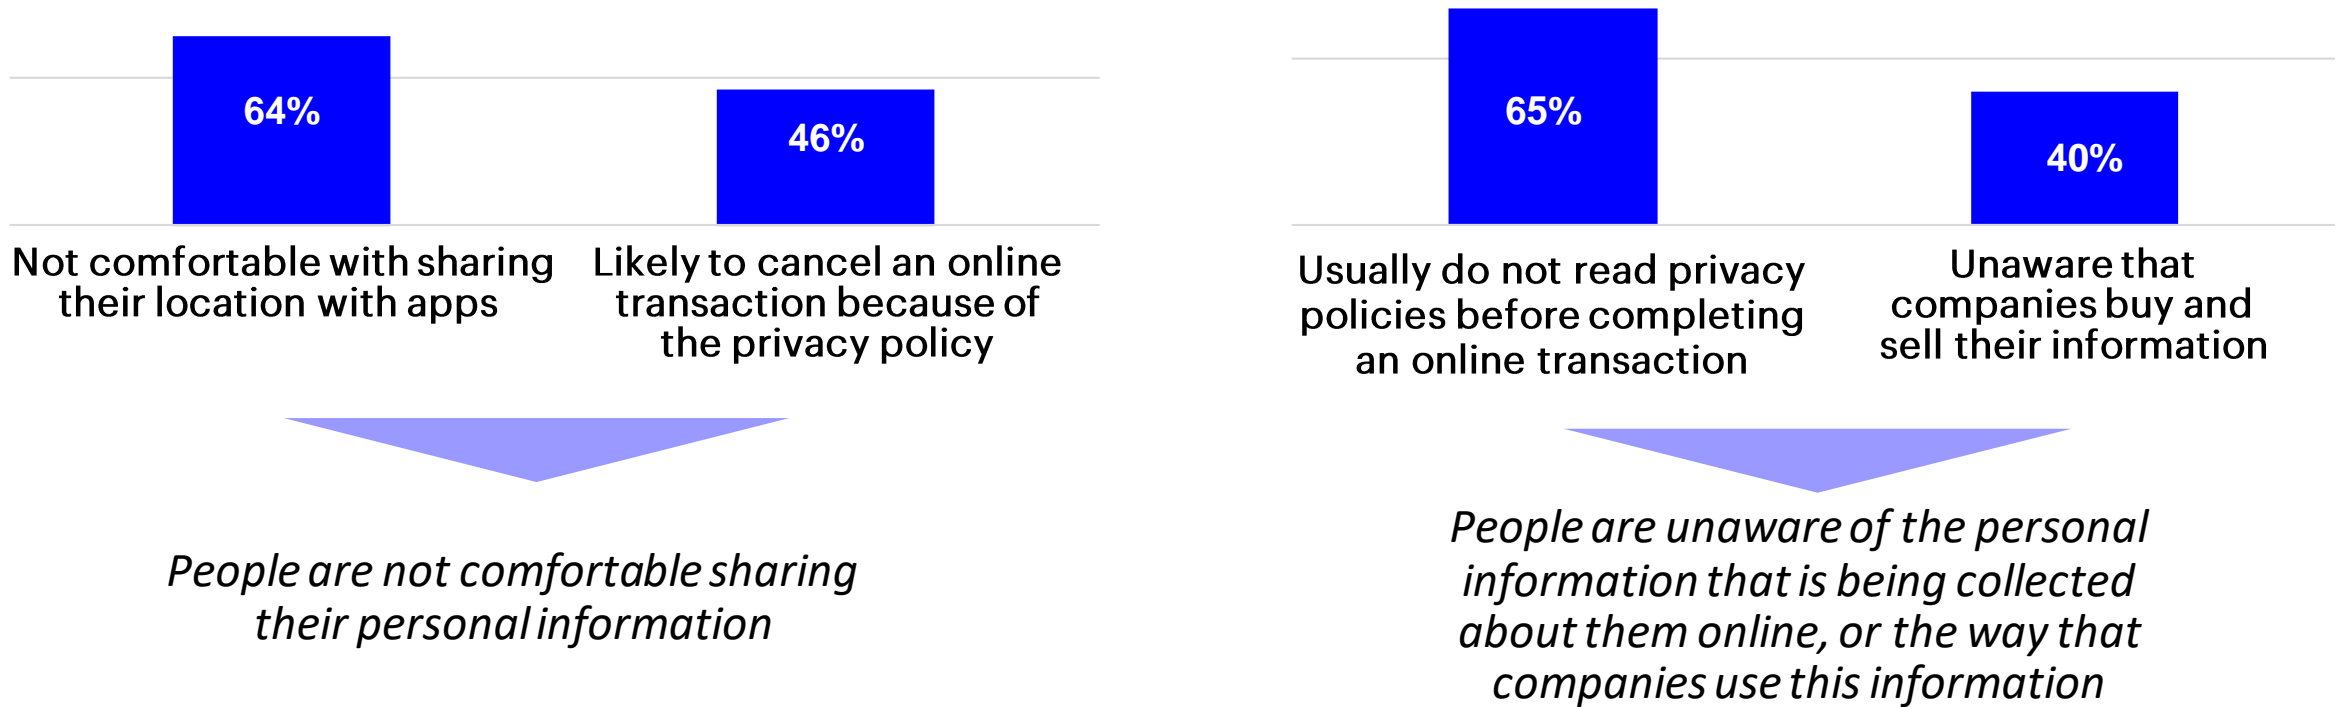 64%
46%
Not comfortable with sharing
their location with apps
Likely to cancel an online
transaction because of
the privacy policy
People are not comfortable sharing
their personal information
65%
40%
Usually do not read privacy
policies before completing
an online transaction
Unaware that
companies buy and
sell their information
People are unaware of the personal
information that is being collected
about them online, or the way that
companies use this information